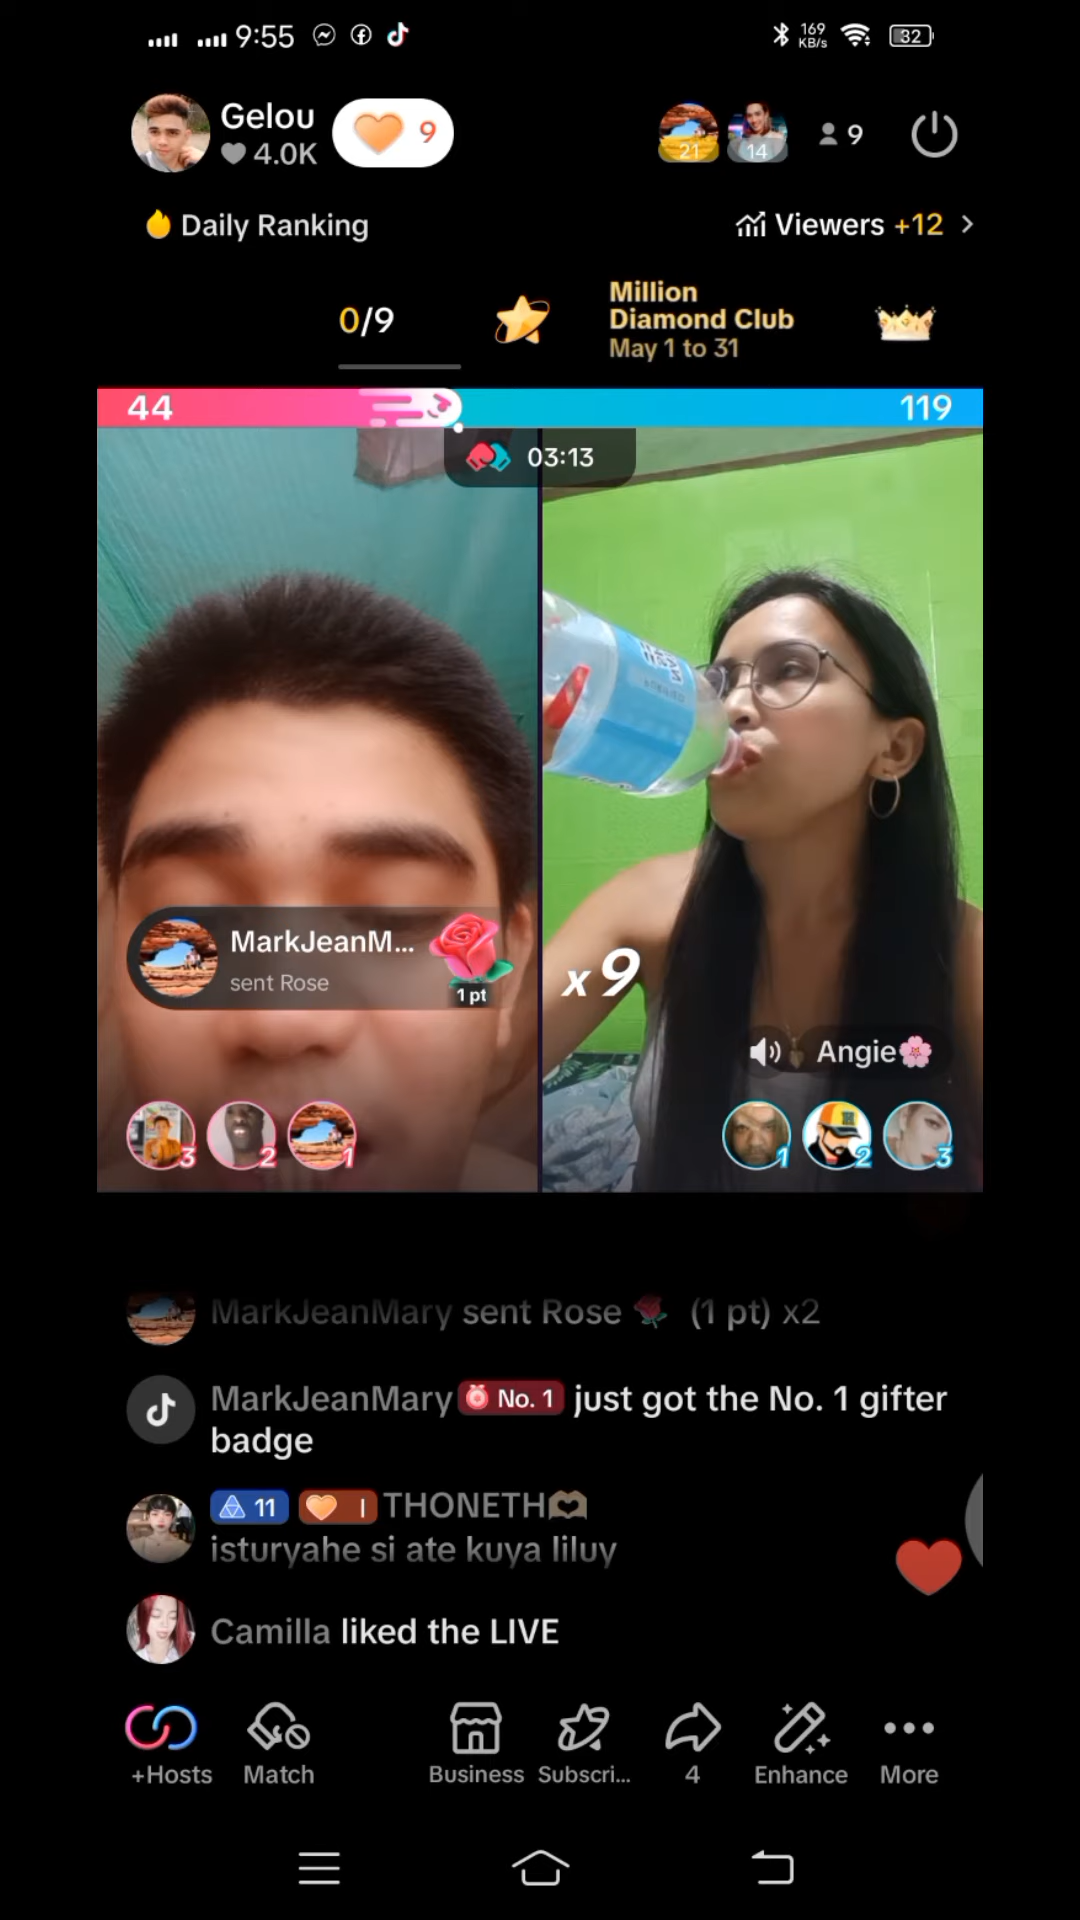 9:55
169
KB/s
32
Gelou
4.0K
9
21
14
9
Daily Ranking
Viewers +12 >
0/9
Million
Diamond Club
May 1 to 31
44
119
03:13
MarkJeanM...
sent Rose
1 pt
x9
Angie🌸
3
2
1
1
2
3
MarkJeanMary sent Rose 🌹 (1 pt) x2
MarkJeanMary No. 1 just got the No. 1 gifter
badge
11 I THONETH🫶
isturyahe si ate kuya liluy
Camilla liked the LIVE
+Hosts
Match
Business
Subscri...
4
Enhance
More